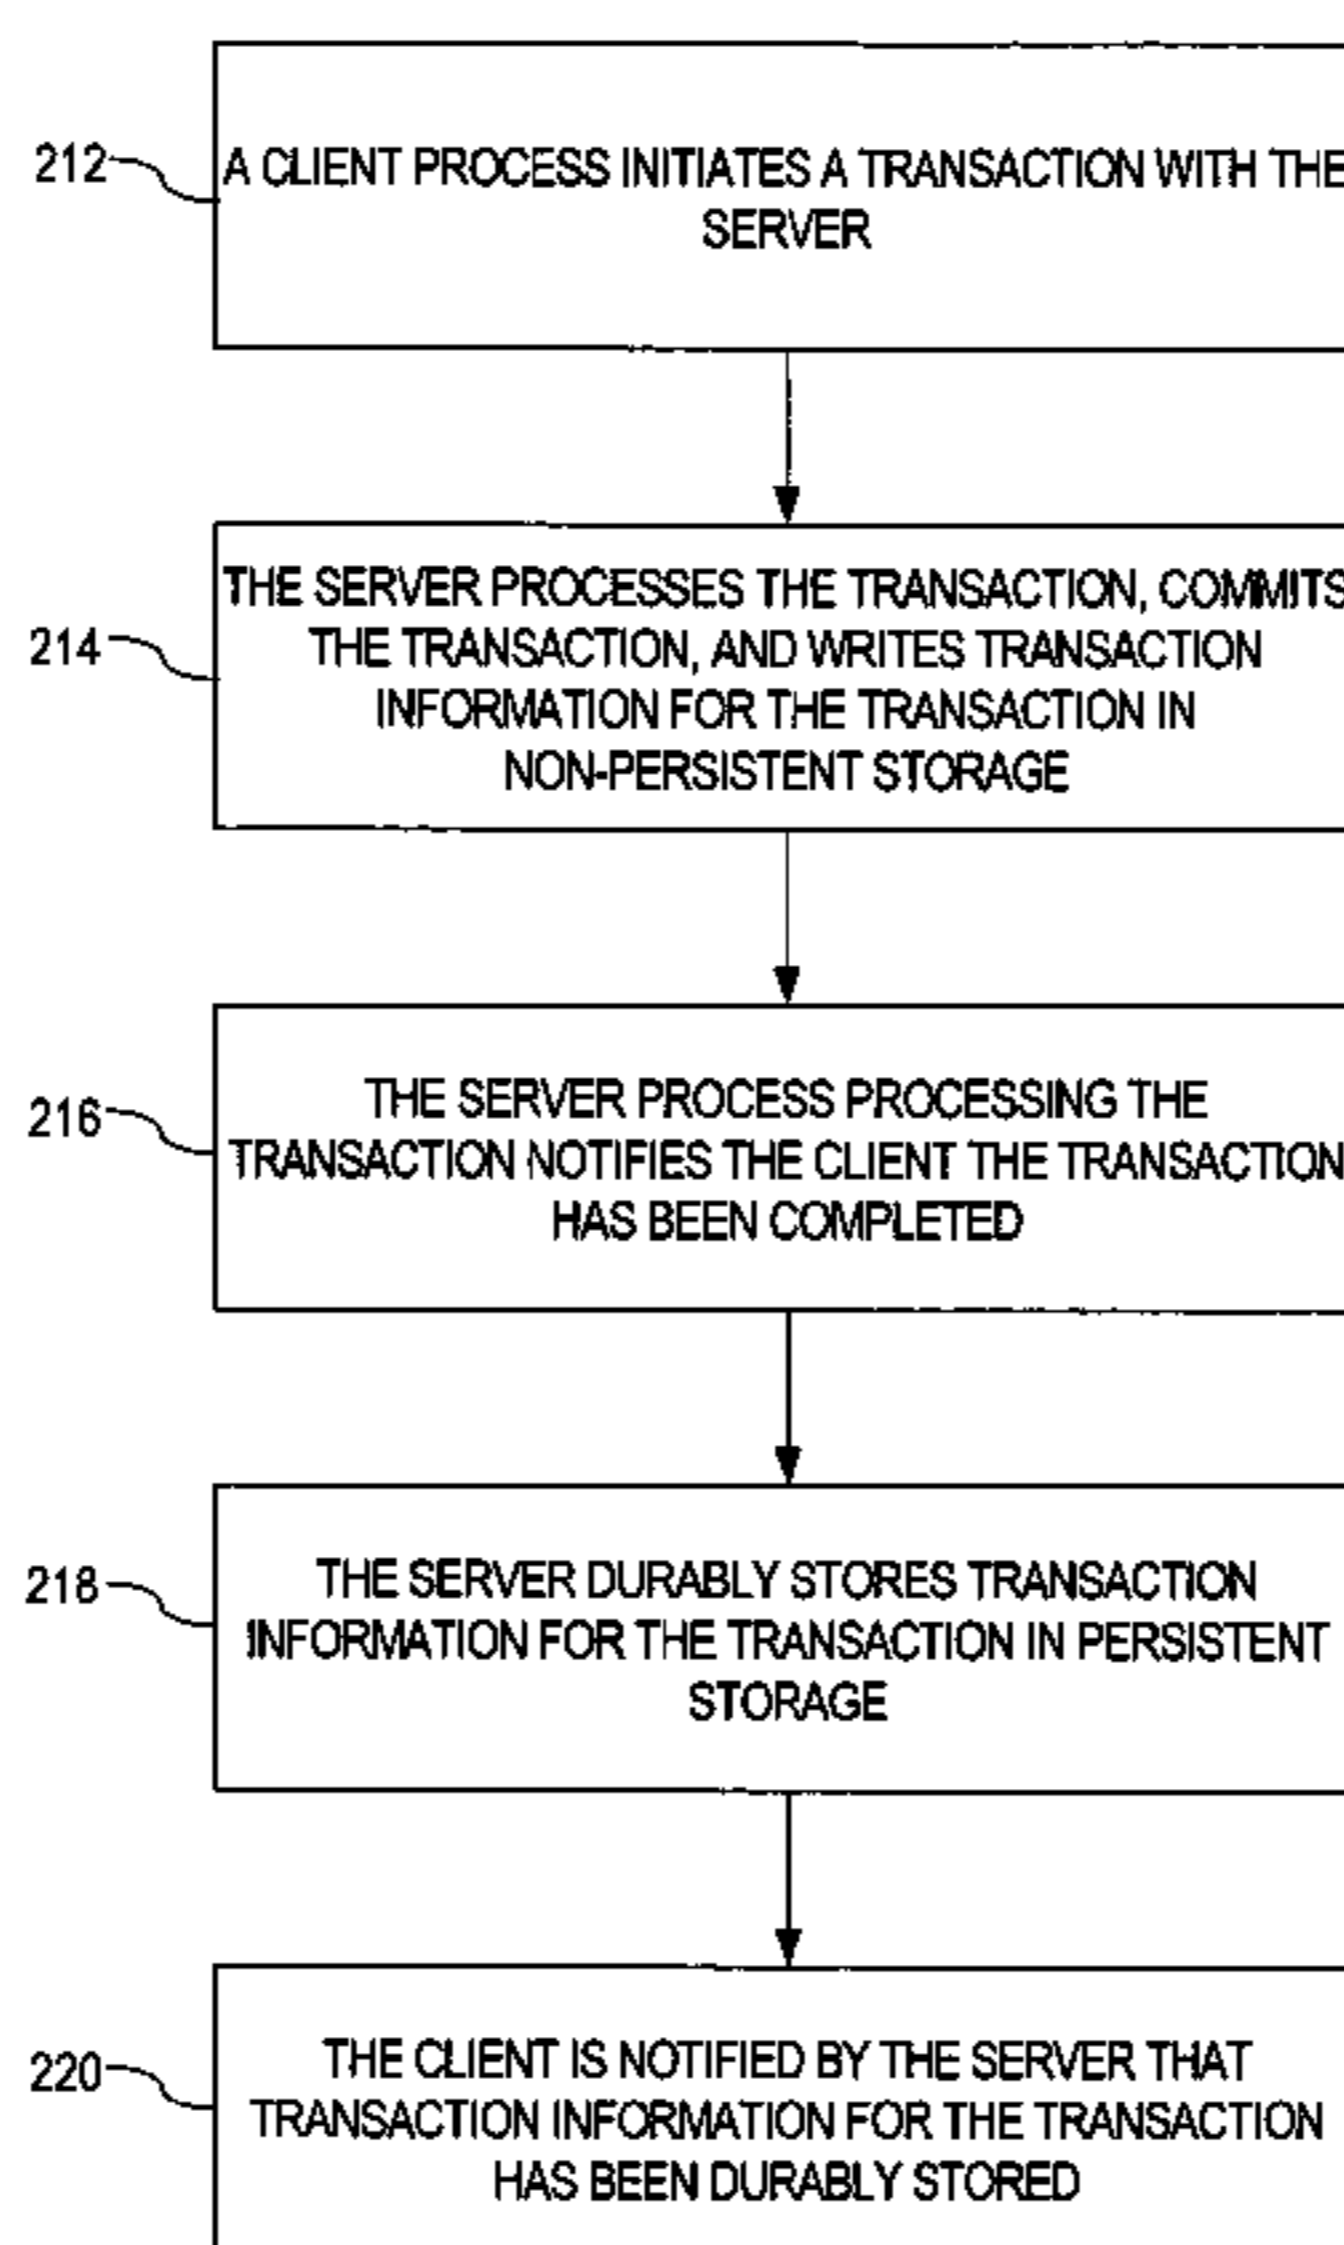 212
A CLIENT PROCESS INITIATES A TRANSACTION WITH THE
SERVER
THE SERVER PROCESSES THE TRANSACTION, COMMITS
214
THE TRANSACTION, AND WRITES TRANSACTION
INFORMATION FOR THE TRANSACTION IN
NON-PERSISTENT STORAGE
216
THE SERVER PROCESS PROCESSING THE
TRANSACTION NOTIFIES THE CLIENT THE TRANSACTION
HAS BEEN COMPLETED
218
THE SERVER DURABLY STORES TRANSACTION
INFORMATION FOR THE TRANSACTION IN PERSISTENT
STORAGE
220
THE CLIENT IS NOTIFIED BY THE SERVER THAT
TRANSACTION INFORMATION FOR THE TRANSACTION
HAS BEEN DURABLY STORED